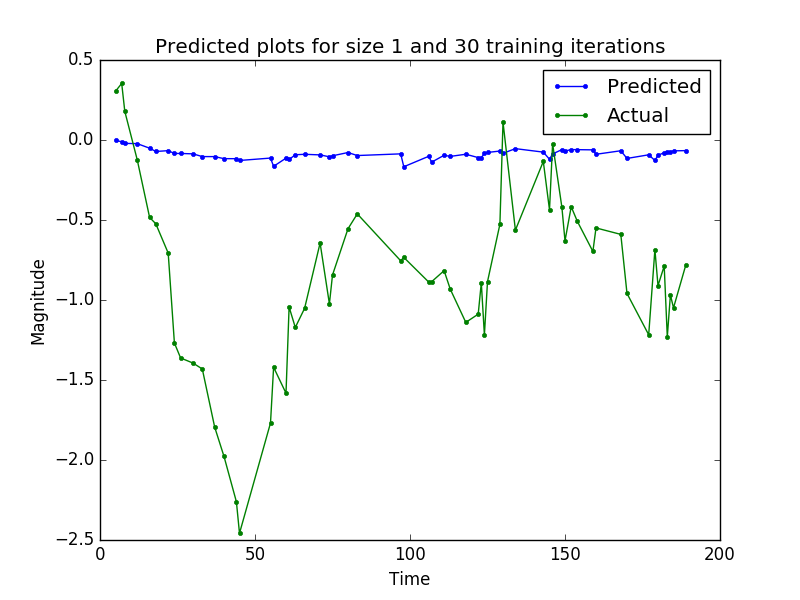 Predicted plots for size 1 and 30 training iterations
Predicted
Actual
0.5
0.0
−0.5
−1.0
−1.5
−2.0
−2.5
Magnitude
0 50 100 150 200
Time